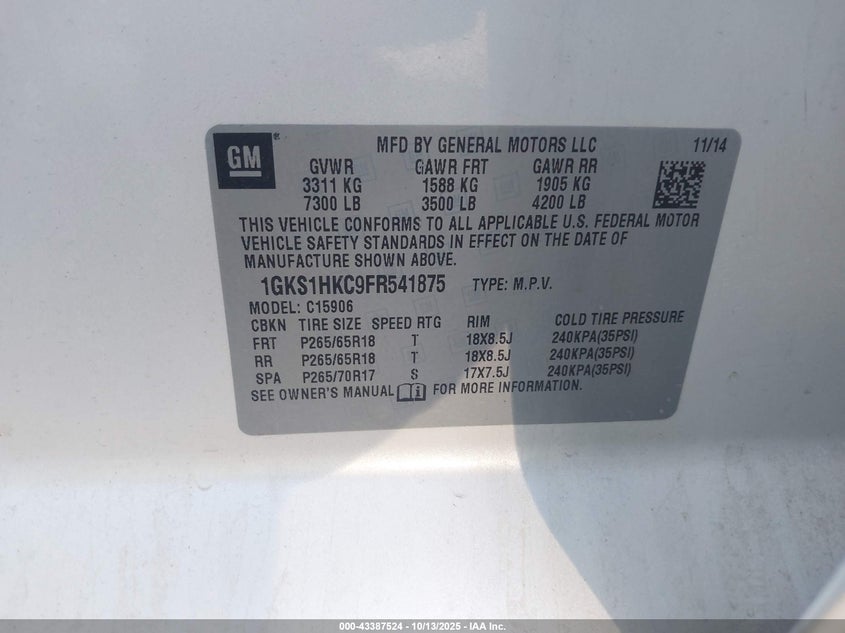 GM
MFD BY GENERAL MOTORS LLC 11/14
GVWR GAWR FRT GAWR RR
3311 KG 1588 KG 1905 KG
7300 LB 3500 LB 4200 LB
THIS VEHICLE CONFORMS TO ALL APPLICABLE U.S. FEDERAL MOTOR
VEHICLE SAFETY STANDARDS IN EFFECT ON THE DATE OF
MANUFACTURE SHOWN ABOVE.
1GKS1HKC9FR541875 TYPE: M.P.V.
MODEL: C15906
CBKN TIRE SIZE SPEED RTG RIM COLD TIRE PRESSURE
FRT P265/65R18 T 18X8.5J 240KPA(35PSI)
RR P265/65R18 T 18X8.5J 240KPA(35PSI)
SPA P265/70R17 S 17X7.5J 240KPA(35PSI)
SEE OWNER'S MANUAL FOR MORE INFORMATION.
000-43387524 - 10/13/2025 - IAA Inc.